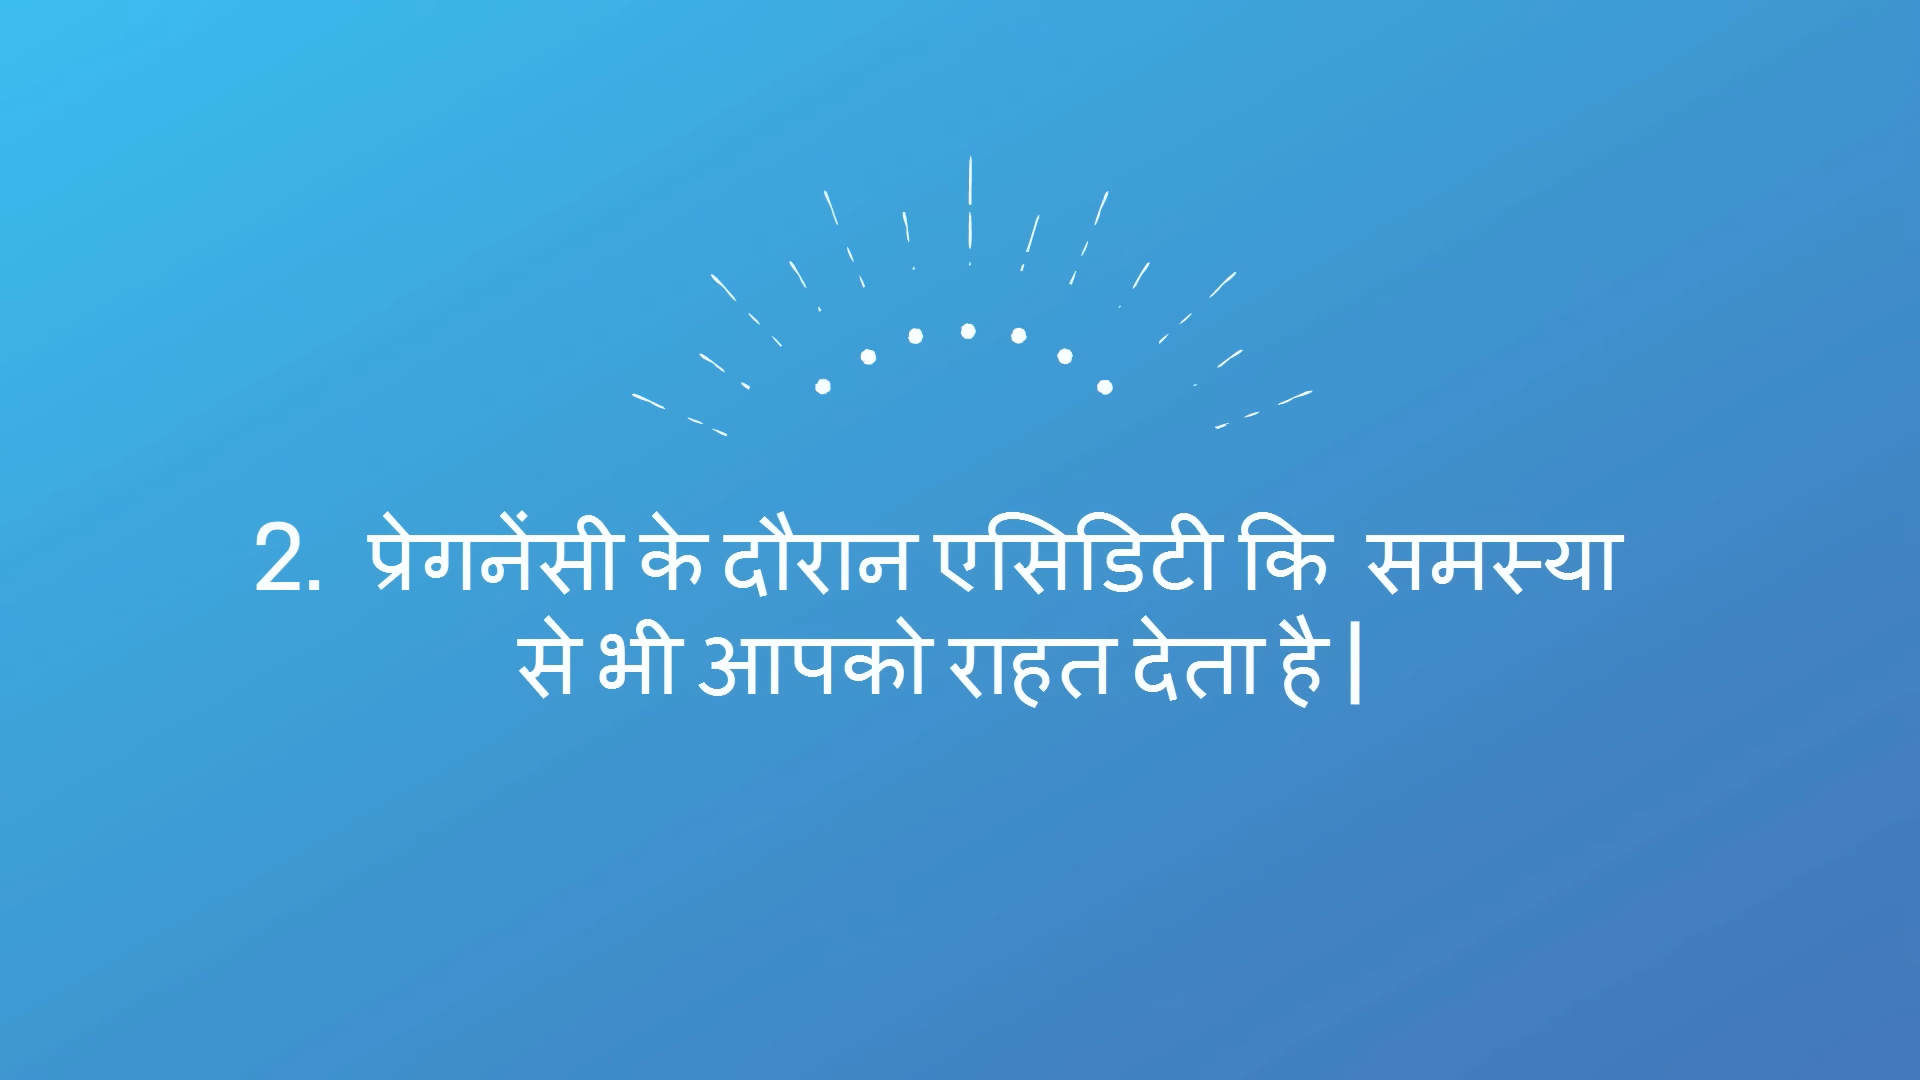 2. प्रेगनेंसी के दौरान एसिडिटी कि समस्या
से भी आपको राहत देता है |